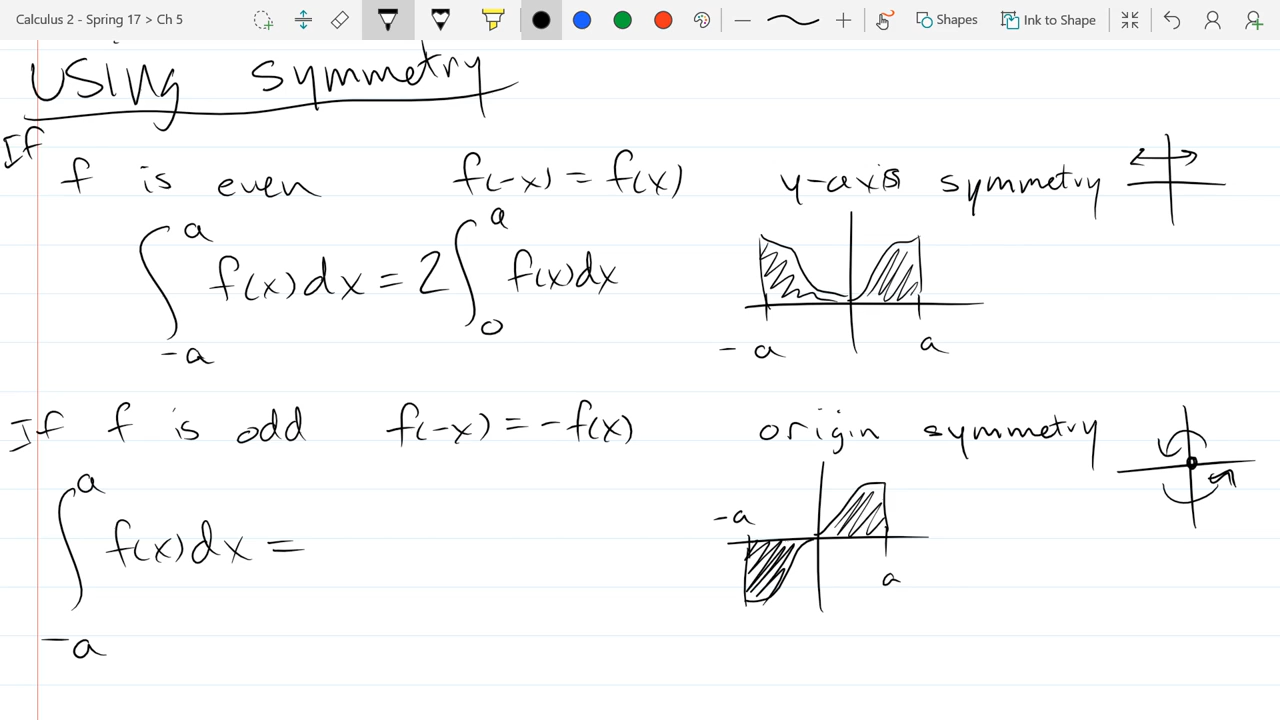 Calculus 2 - Spring 17 > Ch 5 Shapes Ink to Shape
Using symmetry
If
f is even f(-x) = f(x) y-axis symmetry
∫_{-a}^{a} f(x)dx = 2∫_{0}^{a} f(x)dx
-a a
If f is odd f(-x) = -f(x) origin symmetry
∫_{-a}^{a} f(x)dx =
-a a